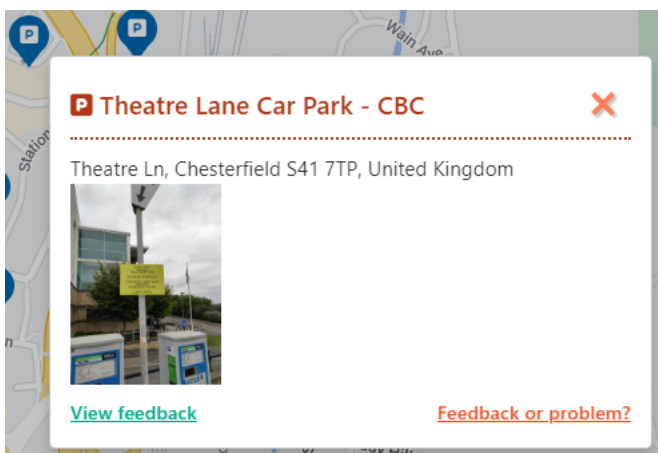 P
P
Wain Ave
Station
P Theatre Lane Car Park - CBC
Theatre Ln, Chesterfield S41 7TP, United Kingdom
View feedback
Feedback or problem?